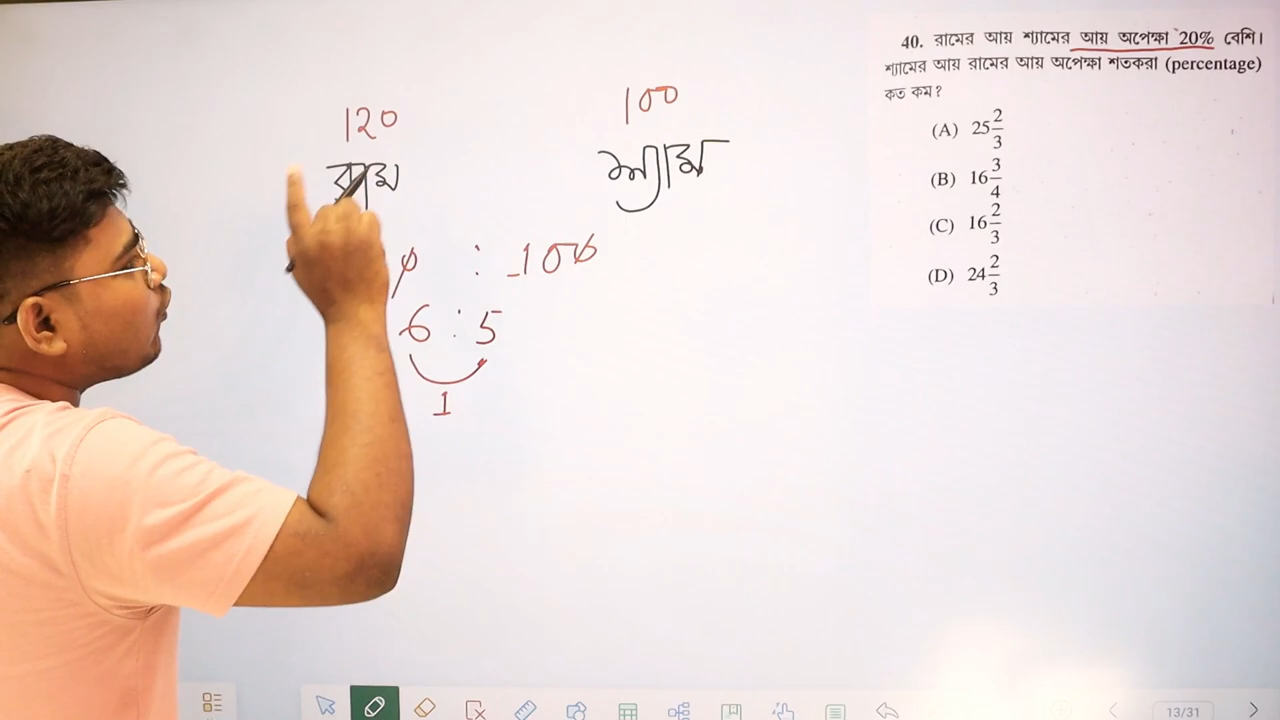 40. রামের আয় শ্যামের আয় অপেক্ষা 20% বেশি।
শ্যামের আয় রামের আয় অপেক্ষা শতকরা (percentage)
কত কম?
(A) 25 2/3
(B) 16 3/4
(C) 16 2/3
(D) 24 2/3
120
100
রাম
শ্যাম
0 : 100
6 : 5
1
13/31